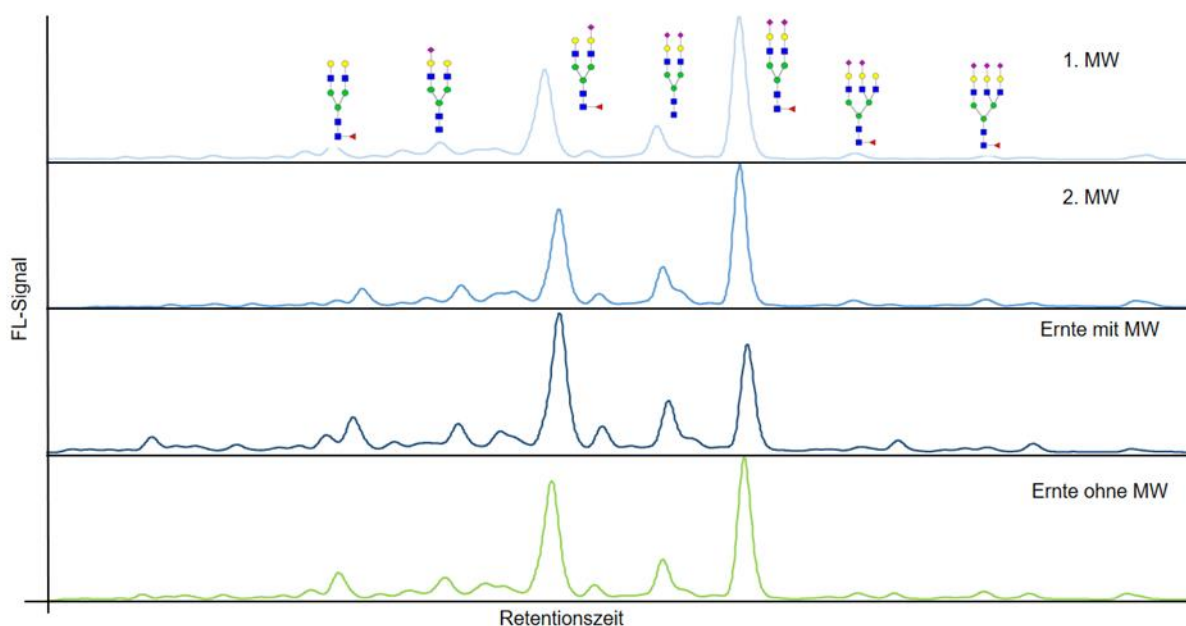 1. MW
2. MW
FL-Signal
Ernte mit MW
Ernte ohne MW
Retentionszeit